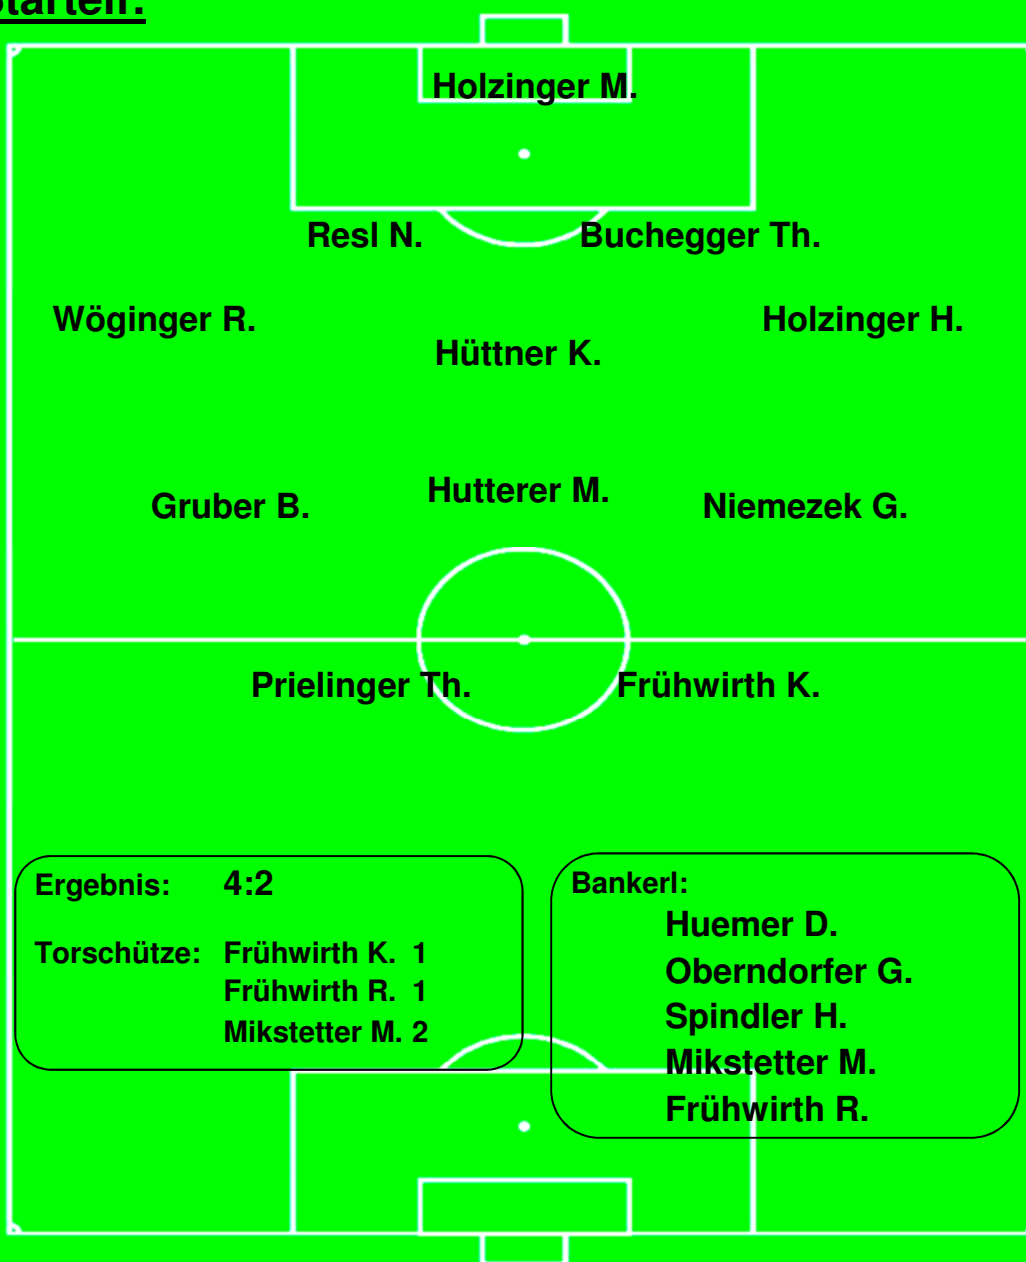 Startelf:
Holzinger M.
Resl N. Buchegger Th.
Wöginger R. Holzinger H.
Hüttner K.
Hutterer M.
Gruber B. Niemezek G.
Prielinger Th. Frühwirth K.
Ergebnis: 4:2
Torschütze: Frühwirth K. 1
Frühwirth R. 1
Mikstetter M. 2
Bankerl:
Huemer D.
Oberndorfer G.
Spindler H.
Mikstetter M.
Frühwirth R.